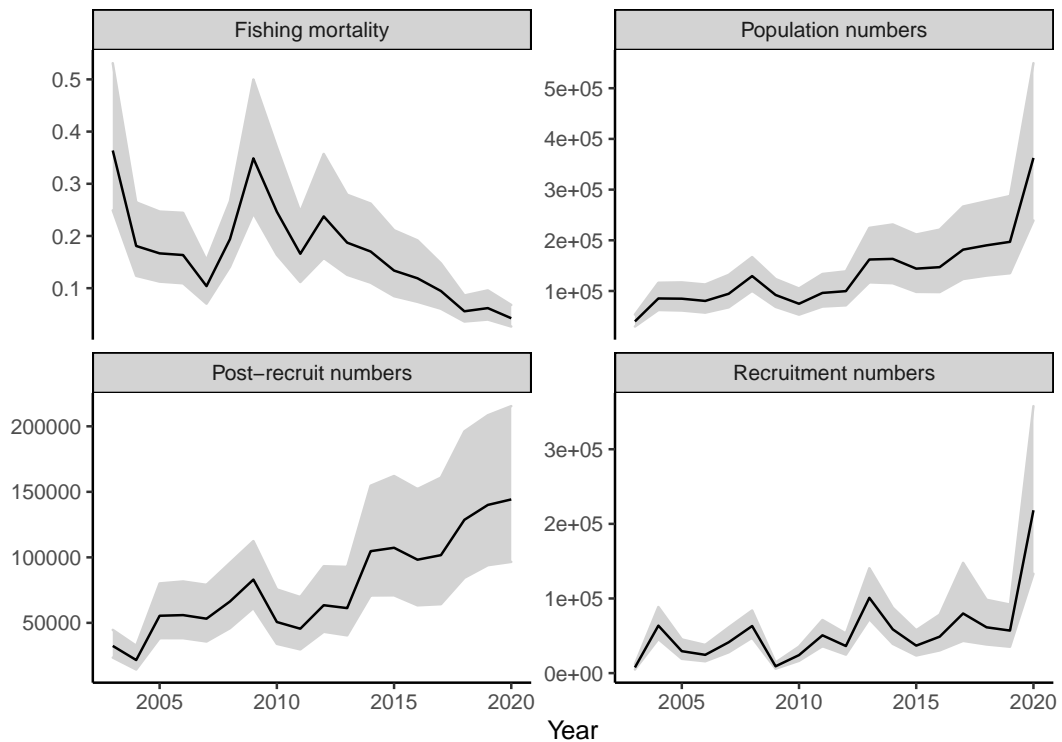 Fishing mortality
Population numbers
0.5
0.4
0.3
0.2
0.1
5e+05
4e+05
3e+05
2e+05
1e+05
Post−recruit numbers
Recruitment numbers
200000
150000
100000
50000
3e+05
2e+05
1e+05
0e+00
2005 2010 2015 2020
2005 2010 2015 2020
Year